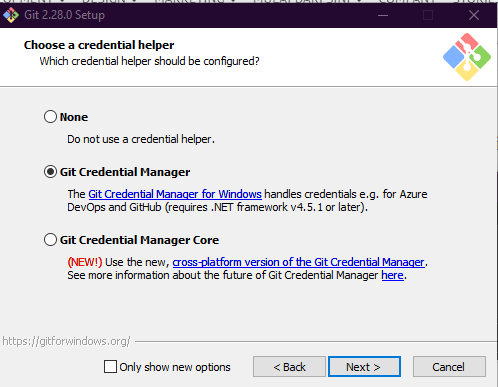 Git 2.28.0 Setup
Choose a credential helper
Which credential helper should be configured?
None
Do not use a credential helper.
Git Credential Manager
The Git Credential Manager for Windows handles credentials e.g. for Azure
DevOps and GitHub (requires .NET framework v4.5.1 or later).
Git Credential Manager Core
(NEW!) Use the new, cross-platform version of the Git Credential Manager.
See more information about the future of Git Credential Manager here.
https://gitforwindows.org/
Only show new options
< Back
Next >
Cancel